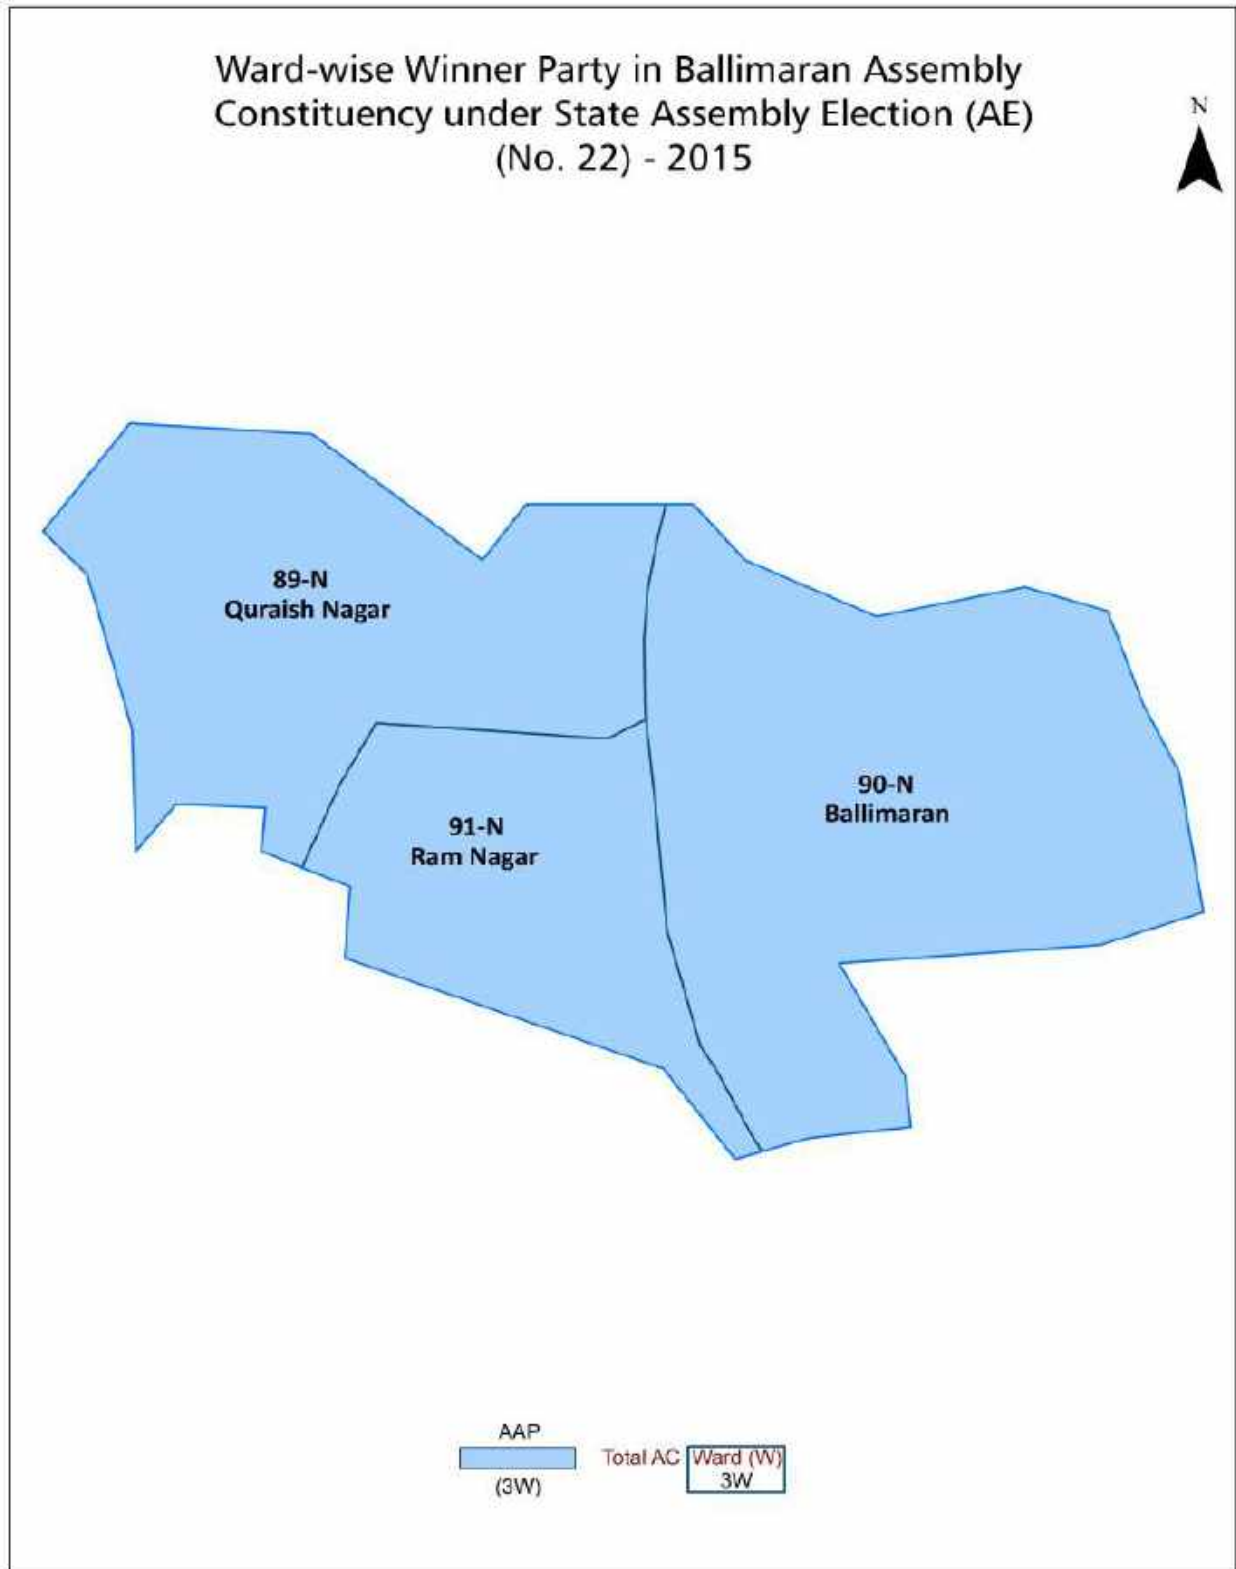 Ward-wise Winner Party in Ballimaran Assembly
Constituency under State Assembly Election (AE)
(No. 22) - 2015
N
89-N
Quraish Nagar
90-N
Ballimaran
91-N
Ram Nagar
AAP
(3W)
Total AC
Ward (W)
3W